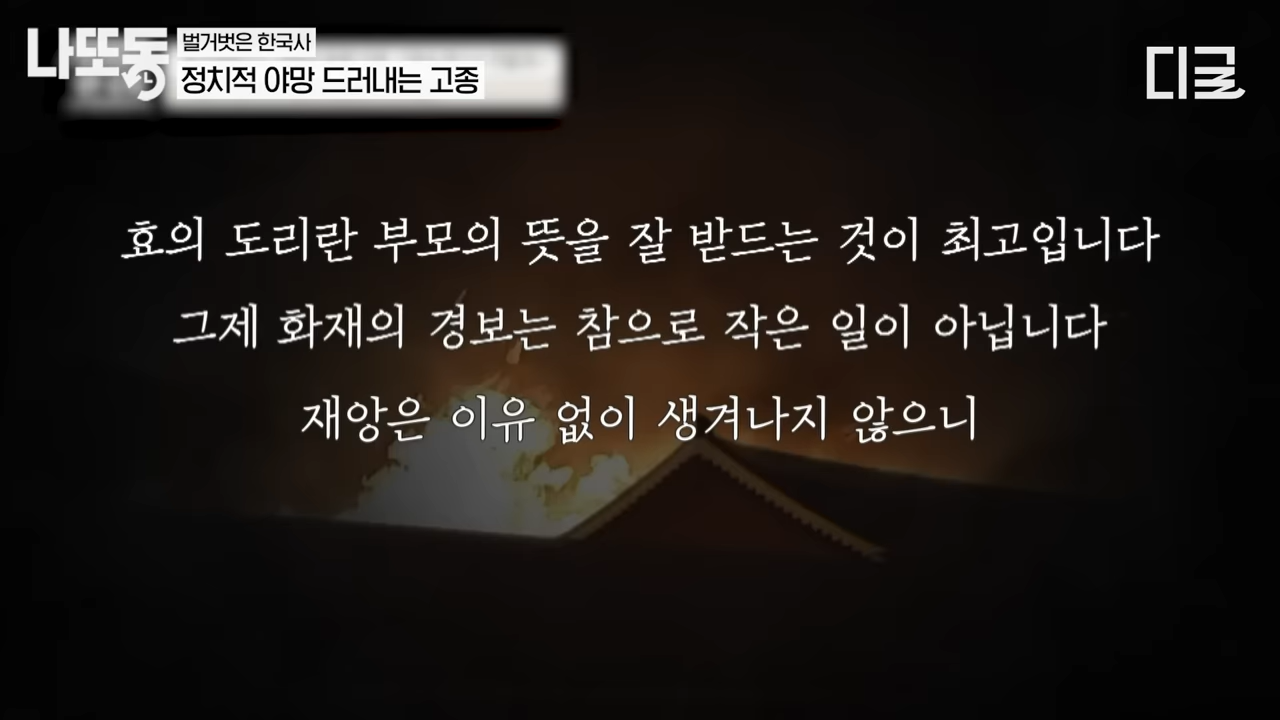 나또동
벌거벗은 한국사
정치적 야망 드러내는 고종
디글
효의 도리란 부모의 뜻을 잘 받드는 것이 최고입니다
그제 화재의 경보는 참으로 작은 일이 아닙니다
재앙은 이유 없이 생겨나지 않으니